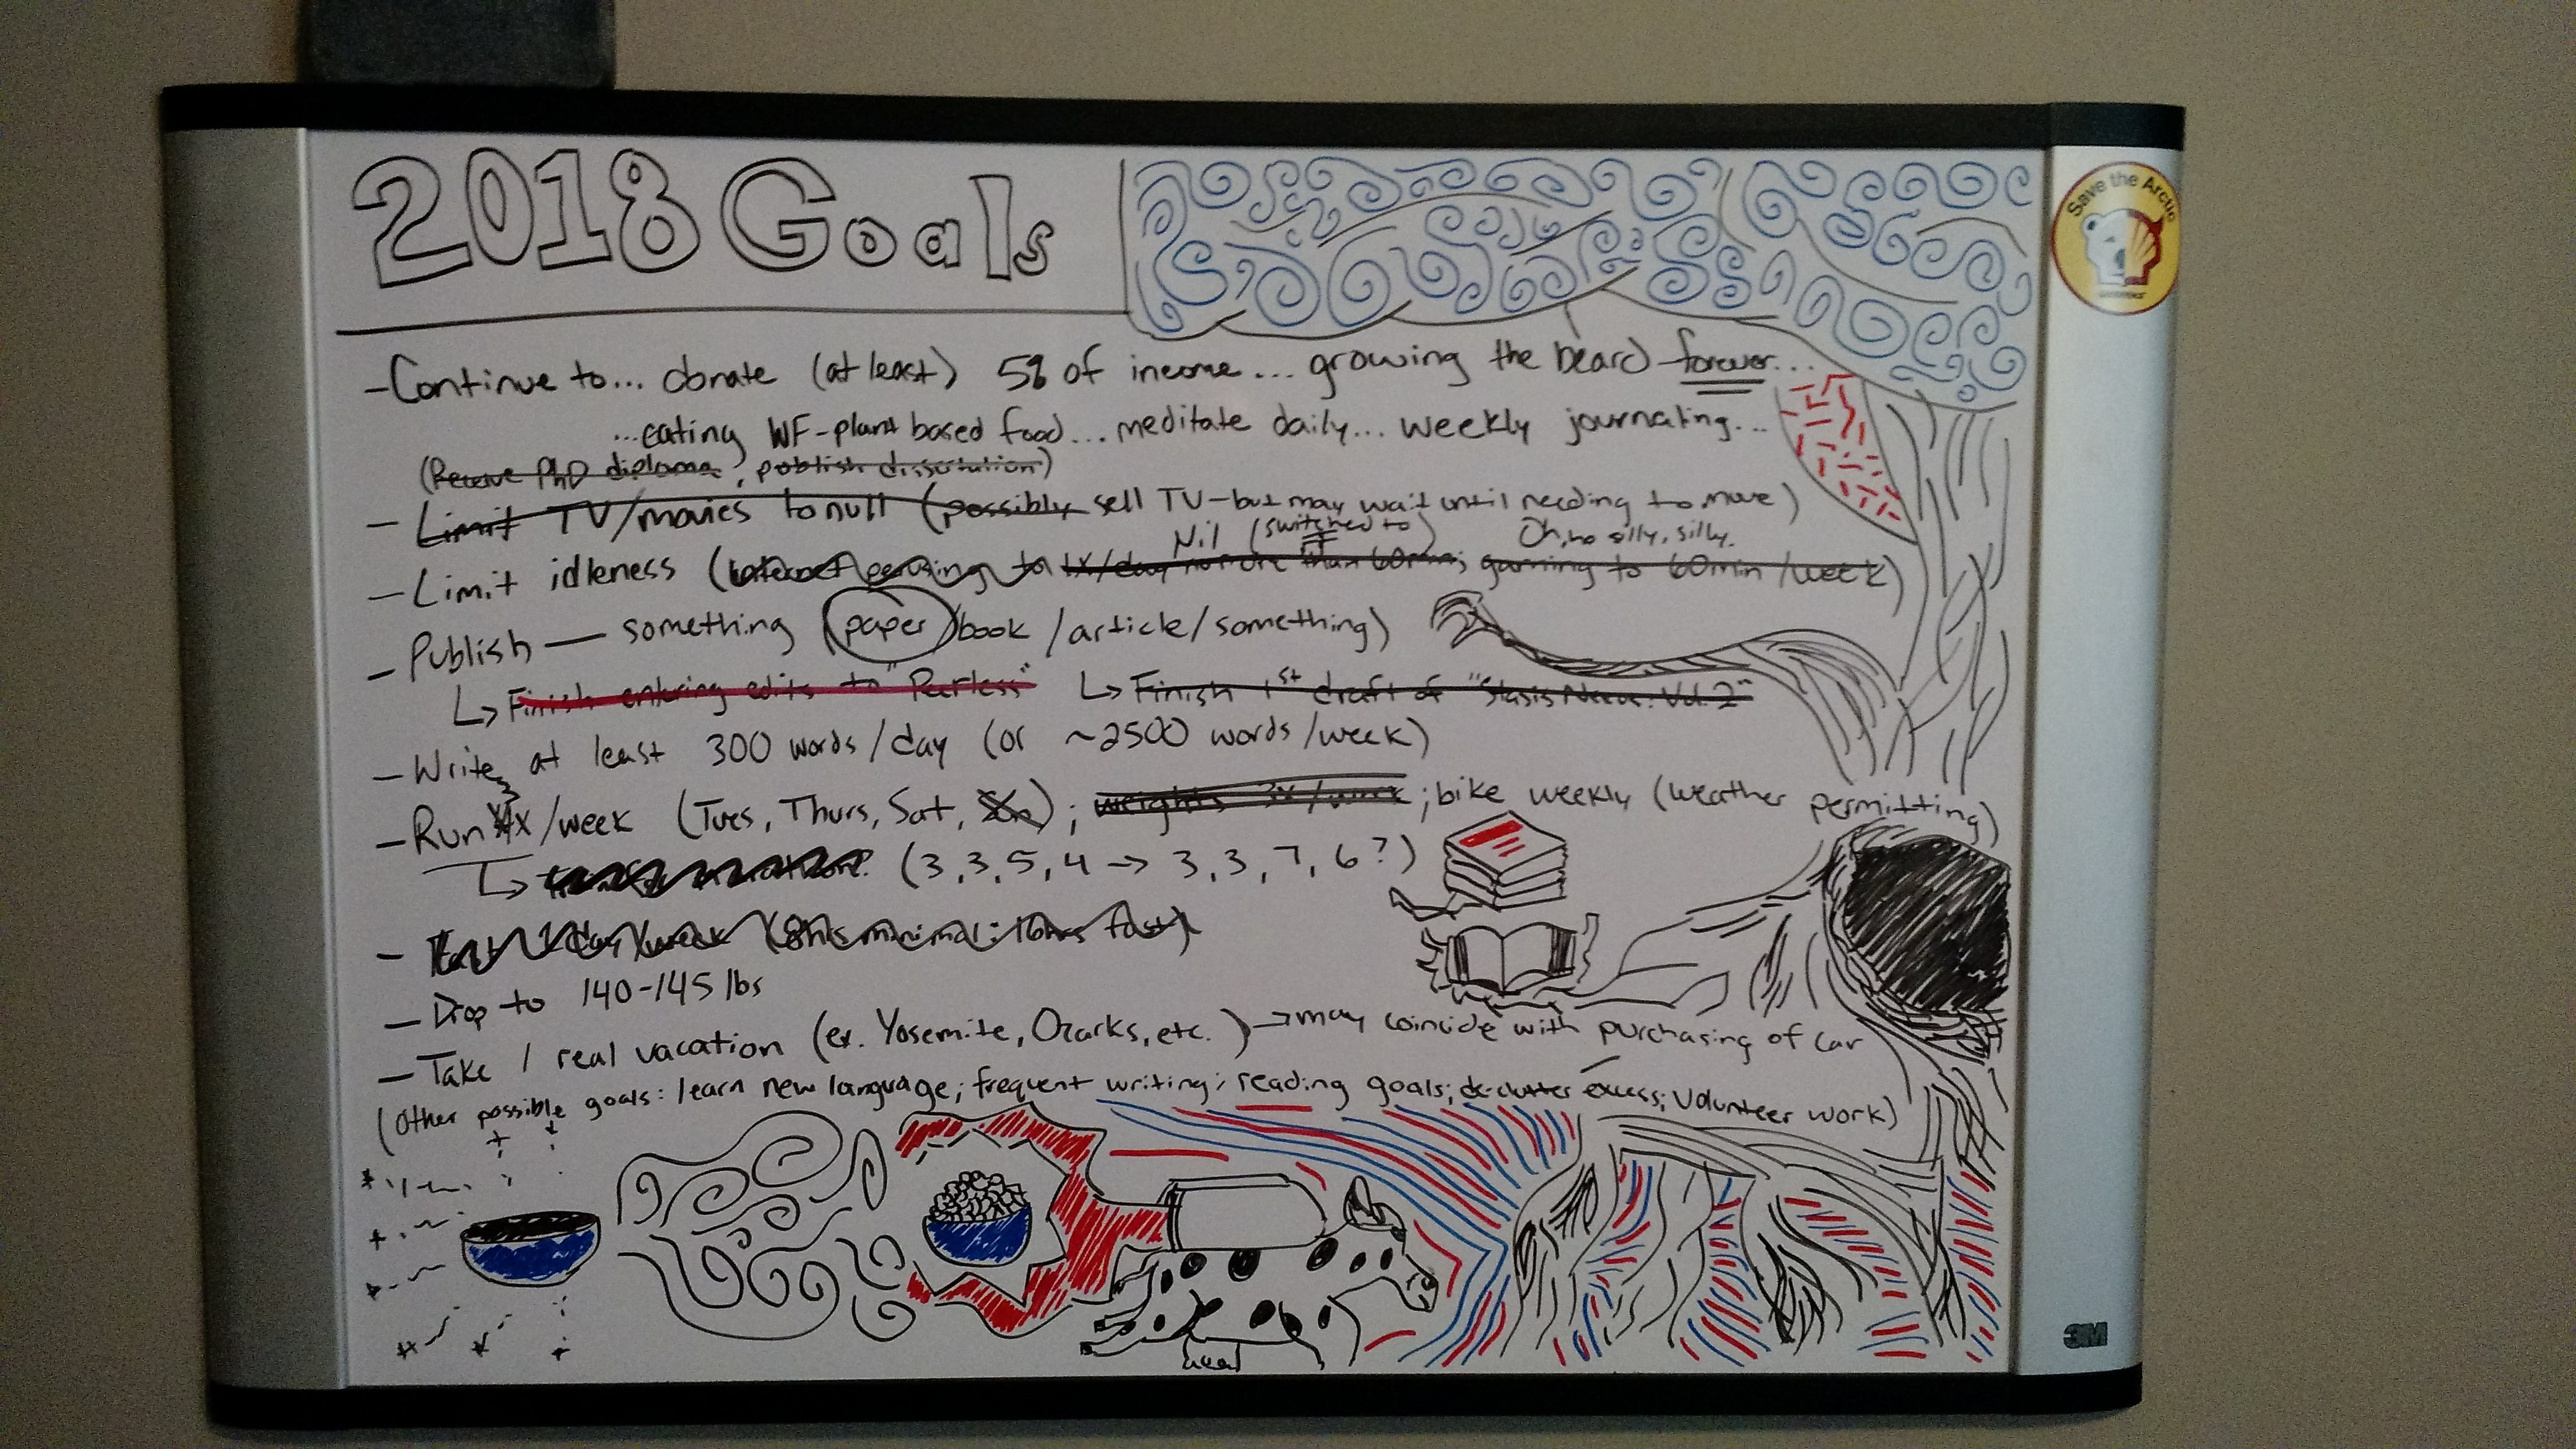 2018 Goals
Save the Arctic
- Continue to... donate (at least) 5% of income... growing the beard forever...
...eating WF-plant based food... meditate daily... weekly journaling...
(Receive PhD diploma, publish dissertation)
- Limit TV/movies to null (possibly sell TV - but may wait until needing to move)
Nil (switched to) Oh, no silly, silly.
- Limit idleness (internet perusing to 1x/day no more than 60min; gaming to 60min/week)
- Publish — something (paper/book/article/something)
↳ Finish entering edits to "Peerless" ↳ Finish 1st draft of "Stasis Nexus: Vol. 2"
- Write at least 300 words/day (or ~2500 words/week)
3
- Run 4x/week (Tues, Thurs, Sat, Sun); weights 3x/week; bike weekly (weather permitting)
↳ (3, 3, 5, 4 → 3, 3, 7, 6?)
- 1 day/week (8hrs minimal: 16hrs fast)
- Drop to 140-145 lbs
- Take 1 real vacation (ex. Yosemite, Ozarks, etc.) → may coincide with purchasing of car
(Other possible goals: learn new language; frequent writing; reading goals; de-clutter excess; volunteer work)
3M